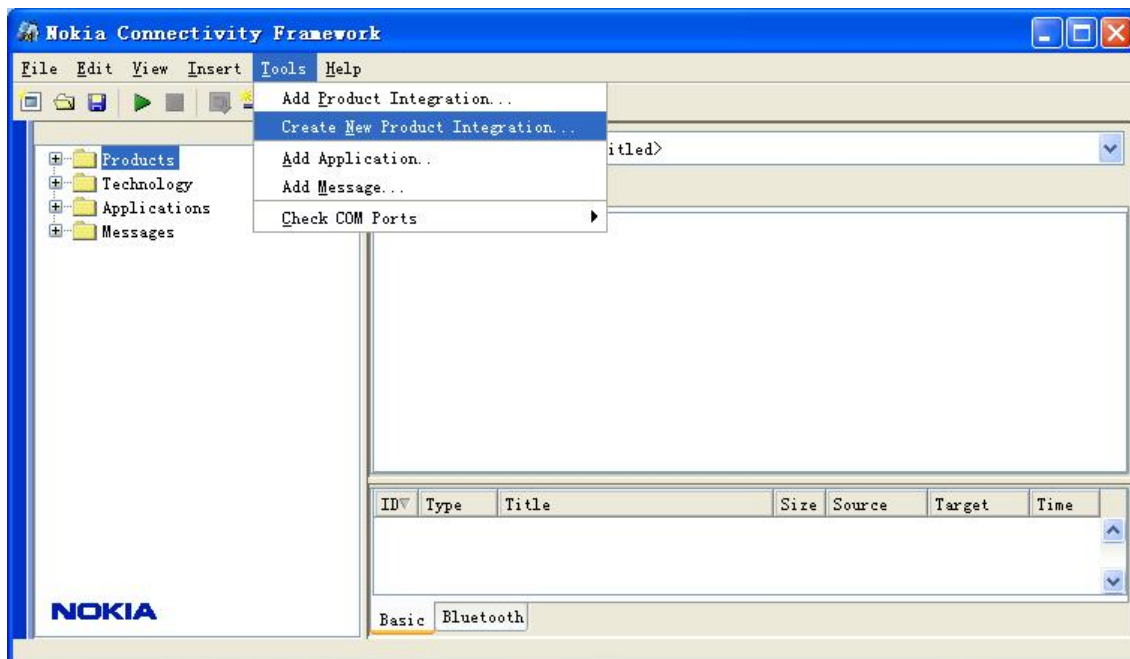 Nokia Connectivity Framework
File Edit View Insert Tools Help
Add Product Integration...
Create New Product Integration...
Add Application..
Add Message...
Check COM Ports
itled>
Products
Technology
Applications
Messages
ID Type Title Size Source Target Time
NOKIA
Basic Bluetooth